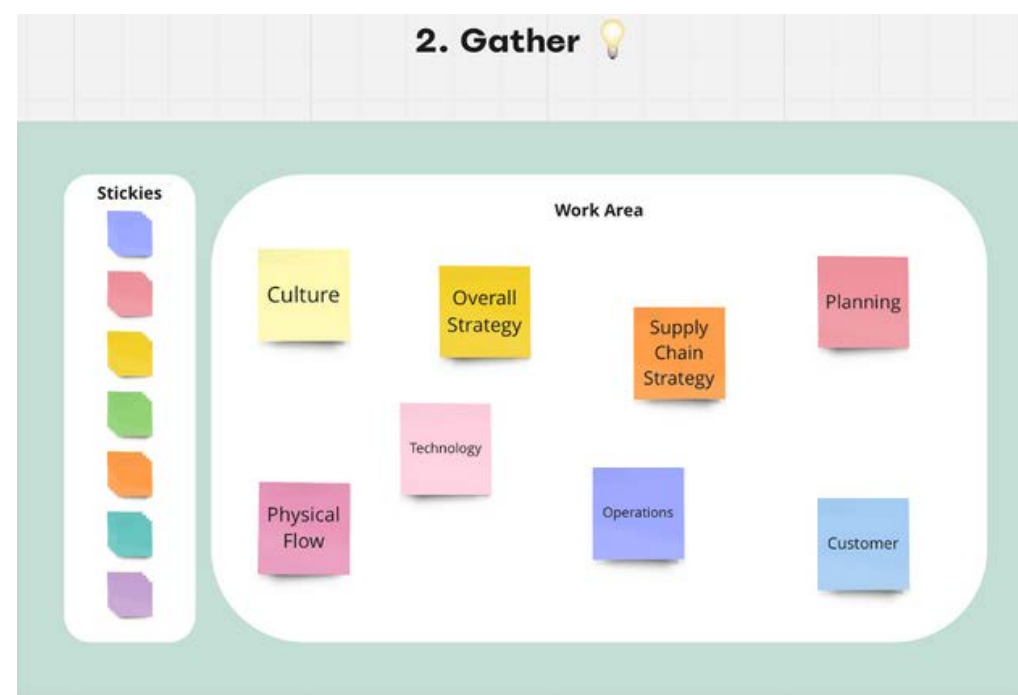 2. Gather 💡
Stickies
Work Area
Culture
Overall
Strategy
Supply
Chain
Strategy
Planning
Technology
Physical
Flow
Operations
Customer